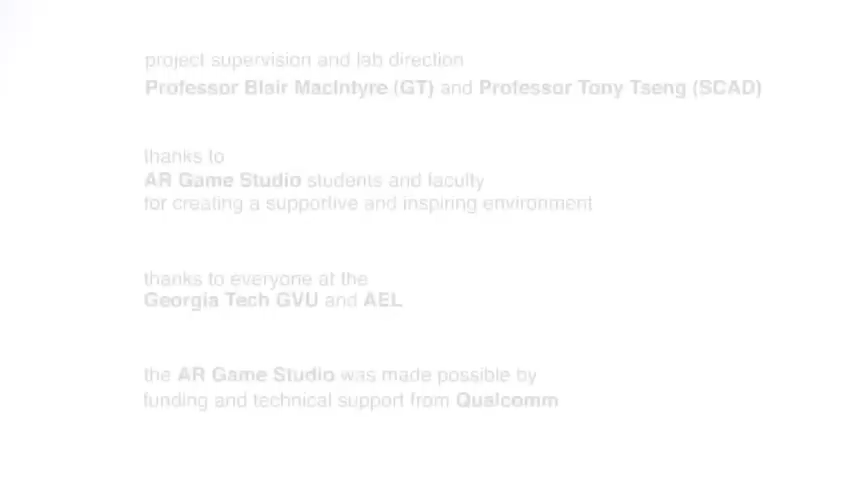 project supervision and lab direction
Professor Blair MacIntyre (GT) and Professor Tony Tseng (SCAD)
thanks to
AR Game Studio students and faculty
for creating a supportive and inspiring environment
thanks to everyone at the
Georgia Tech GVU and AEL
the AR Game Studio was made possible by
funding and technical support from Qualcomm